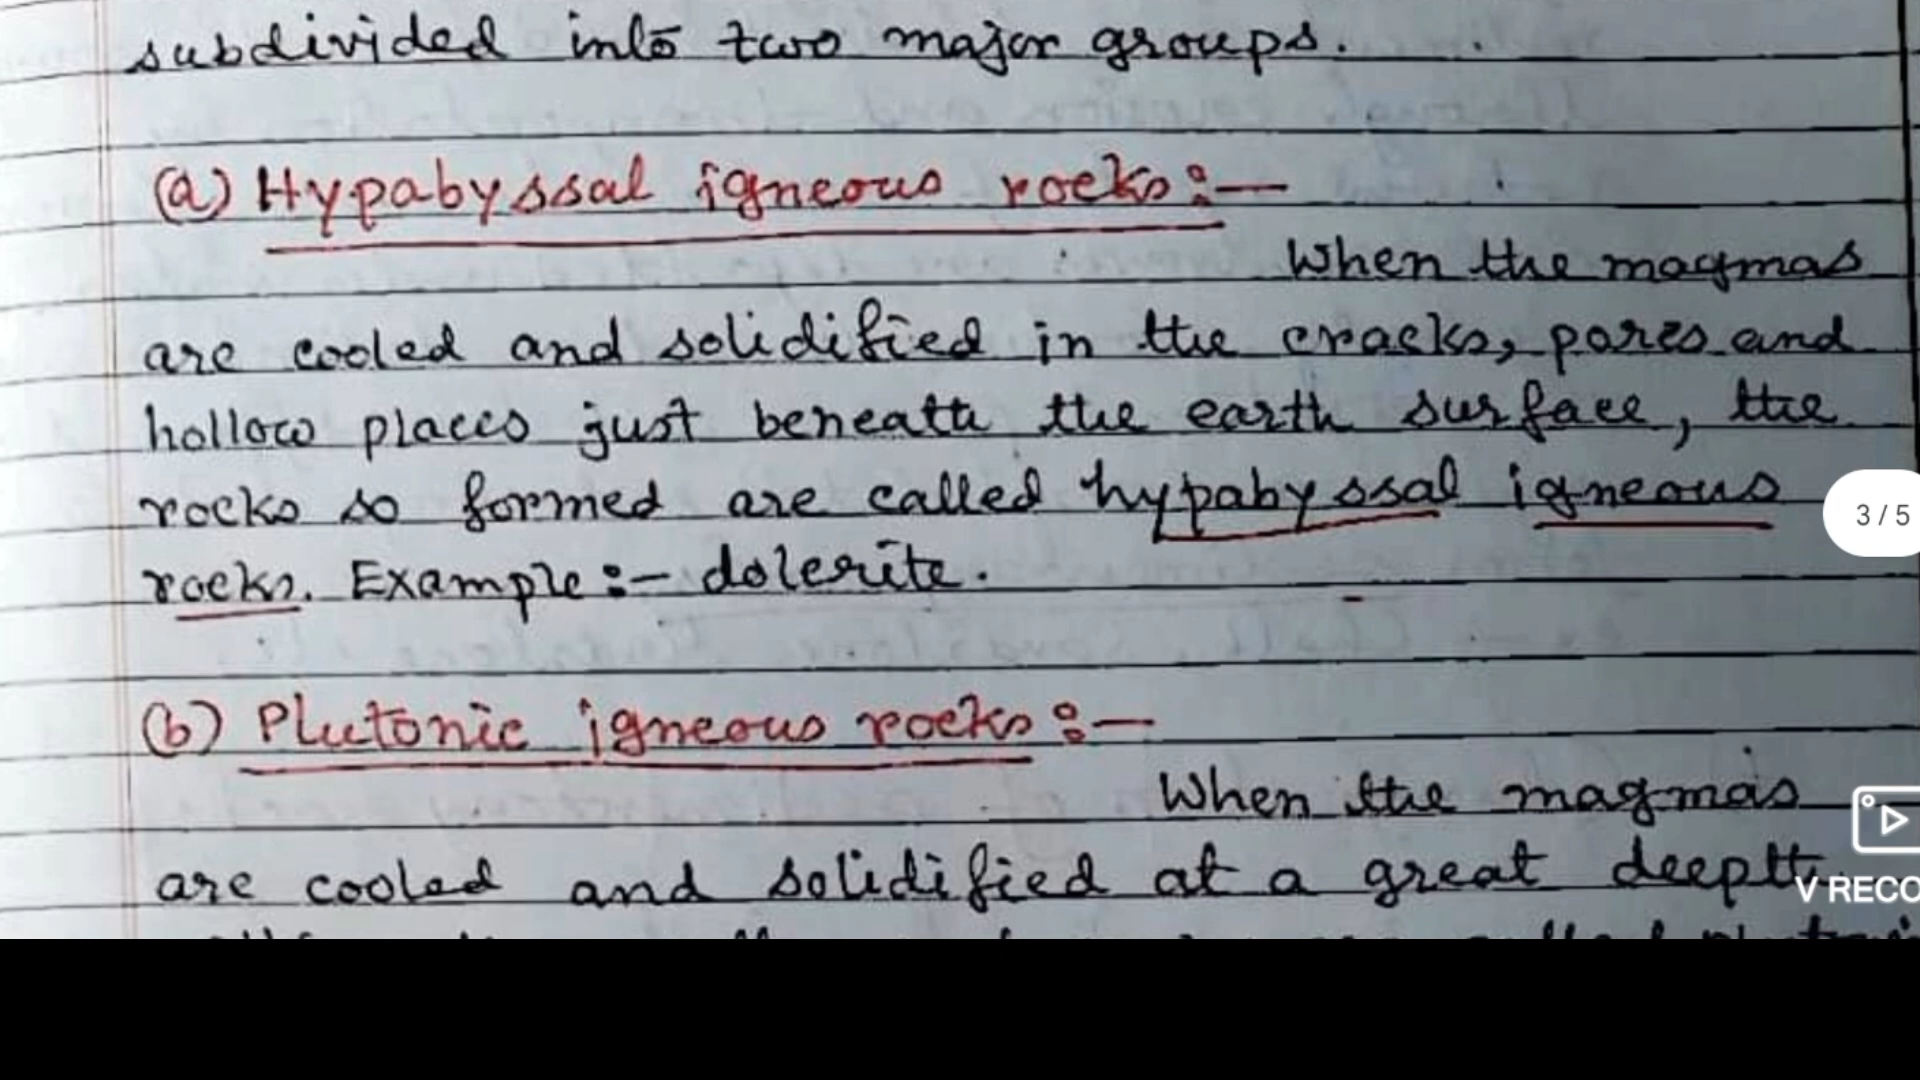 subdivided into two major groups.
(a) Hypabyssal igneous rocks:—
When the magmas
are cooled and solidified in the cracks, pores and
hollow places just beneath the earth surface, the
rocks so formed are called hypabyssal igneous
rocks. Example:— dolerite.
3 / 5
(b) Plutonic igneous rocks:—
When the magmas
are cooled and solidified at a great deepth
V RECO